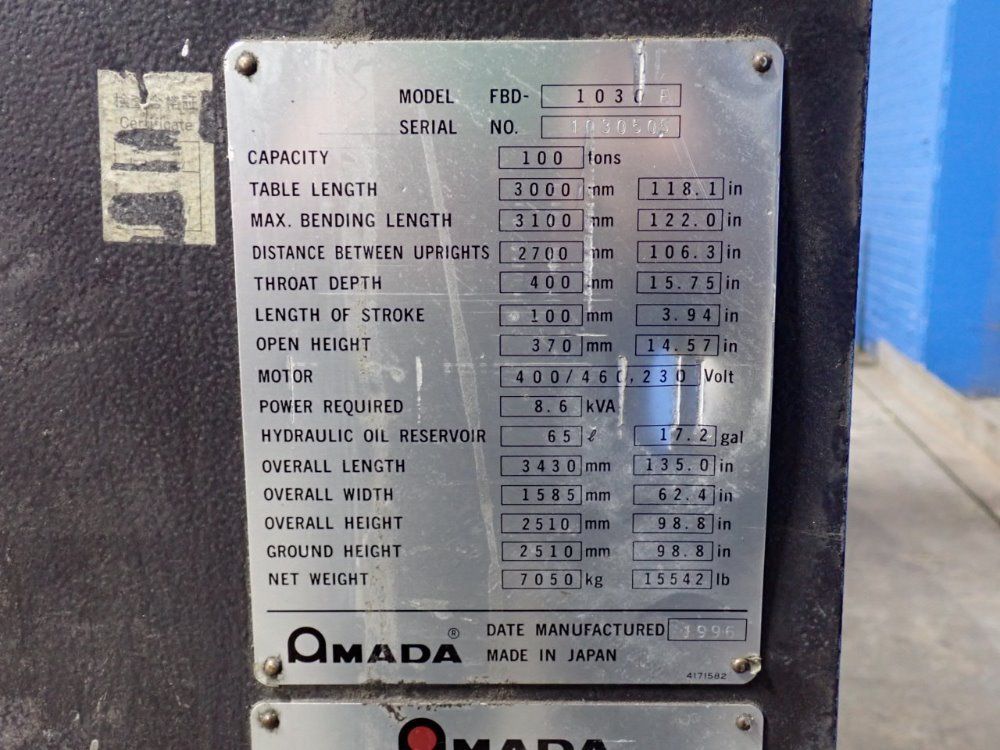 検査合格証
Certificate
MODEL FBD- 1030 F
SERIAL NO. 1030505
CAPACITY 100 tons
TABLE LENGTH 3000 mm 118.1 in
MAX. BENDING LENGTH 3100 mm 122.0 in
DISTANCE BETWEEN UPRIGHTS 2700 mm 106.3 in
THROAT DEPTH 400 mm 15.75 in
LENGTH OF STROKE 100 mm 3.94 in
OPEN HEIGHT 370 mm 14.57 in
MOTOR 400/460,230 Volt
POWER REQUIRED 8.6 kVA
HYDRAULIC OIL RESERVOIR 65 ℓ 17.2 gal
OVERALL LENGTH 3430 mm 135.0 in
OVERALL WIDTH 1585 mm 62.4 in
OVERALL HEIGHT 2510 mm 98.8 in
GROUND HEIGHT 2510 mm 98.8 in
NET WEIGHT 7050 kg 15542 lb
AMADA ® DATE MANUFACTURED 1996
MADE IN JAPAN
4171582
AMADA